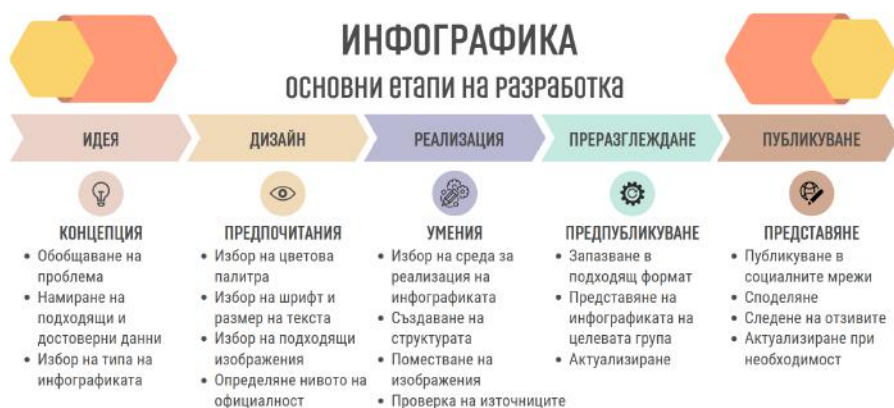 ИНФОГРАФИКА
ОСНОВНИ ЕТАПИ НА РАЗРАБОТКА
ИДЕЯ
ДИЗАЙН
РЕАЛИЗАЦИЯ
ПРЕРАЗГЛЕЖДАНЕ
ПУБЛИКУВАНЕ
КОНЦЕПЦИЯ
• Обобщаване на
проблема
• Намиране на
подходящи и
достоверни данни
• Избор на типа на
инфографиката
ПРЕДПОЧИТАНИЯ
• Избор на цветова
палитра
• Избор на шрифт и
размер на текста
• Избор на подходящи
изображения
• Определяне нивото на
официалност
УМЕНИЯ
• Избор на среда за
реализация на
инфографиката
• Създаване на
структурата
• Поместване на
изображения
• Проверка на източниците
ПРЕДПУБЛИКУВАНЕ
• Запазване в
подходящ формат
• Представяне на
инфографиката на
целевата група
• Актуализиране
ПРЕДСТАВЯНЕ
• Публикуване в
социалните мрежи
• Споделяне
• Следене на отзивите
• Актуализиране при
необходимост